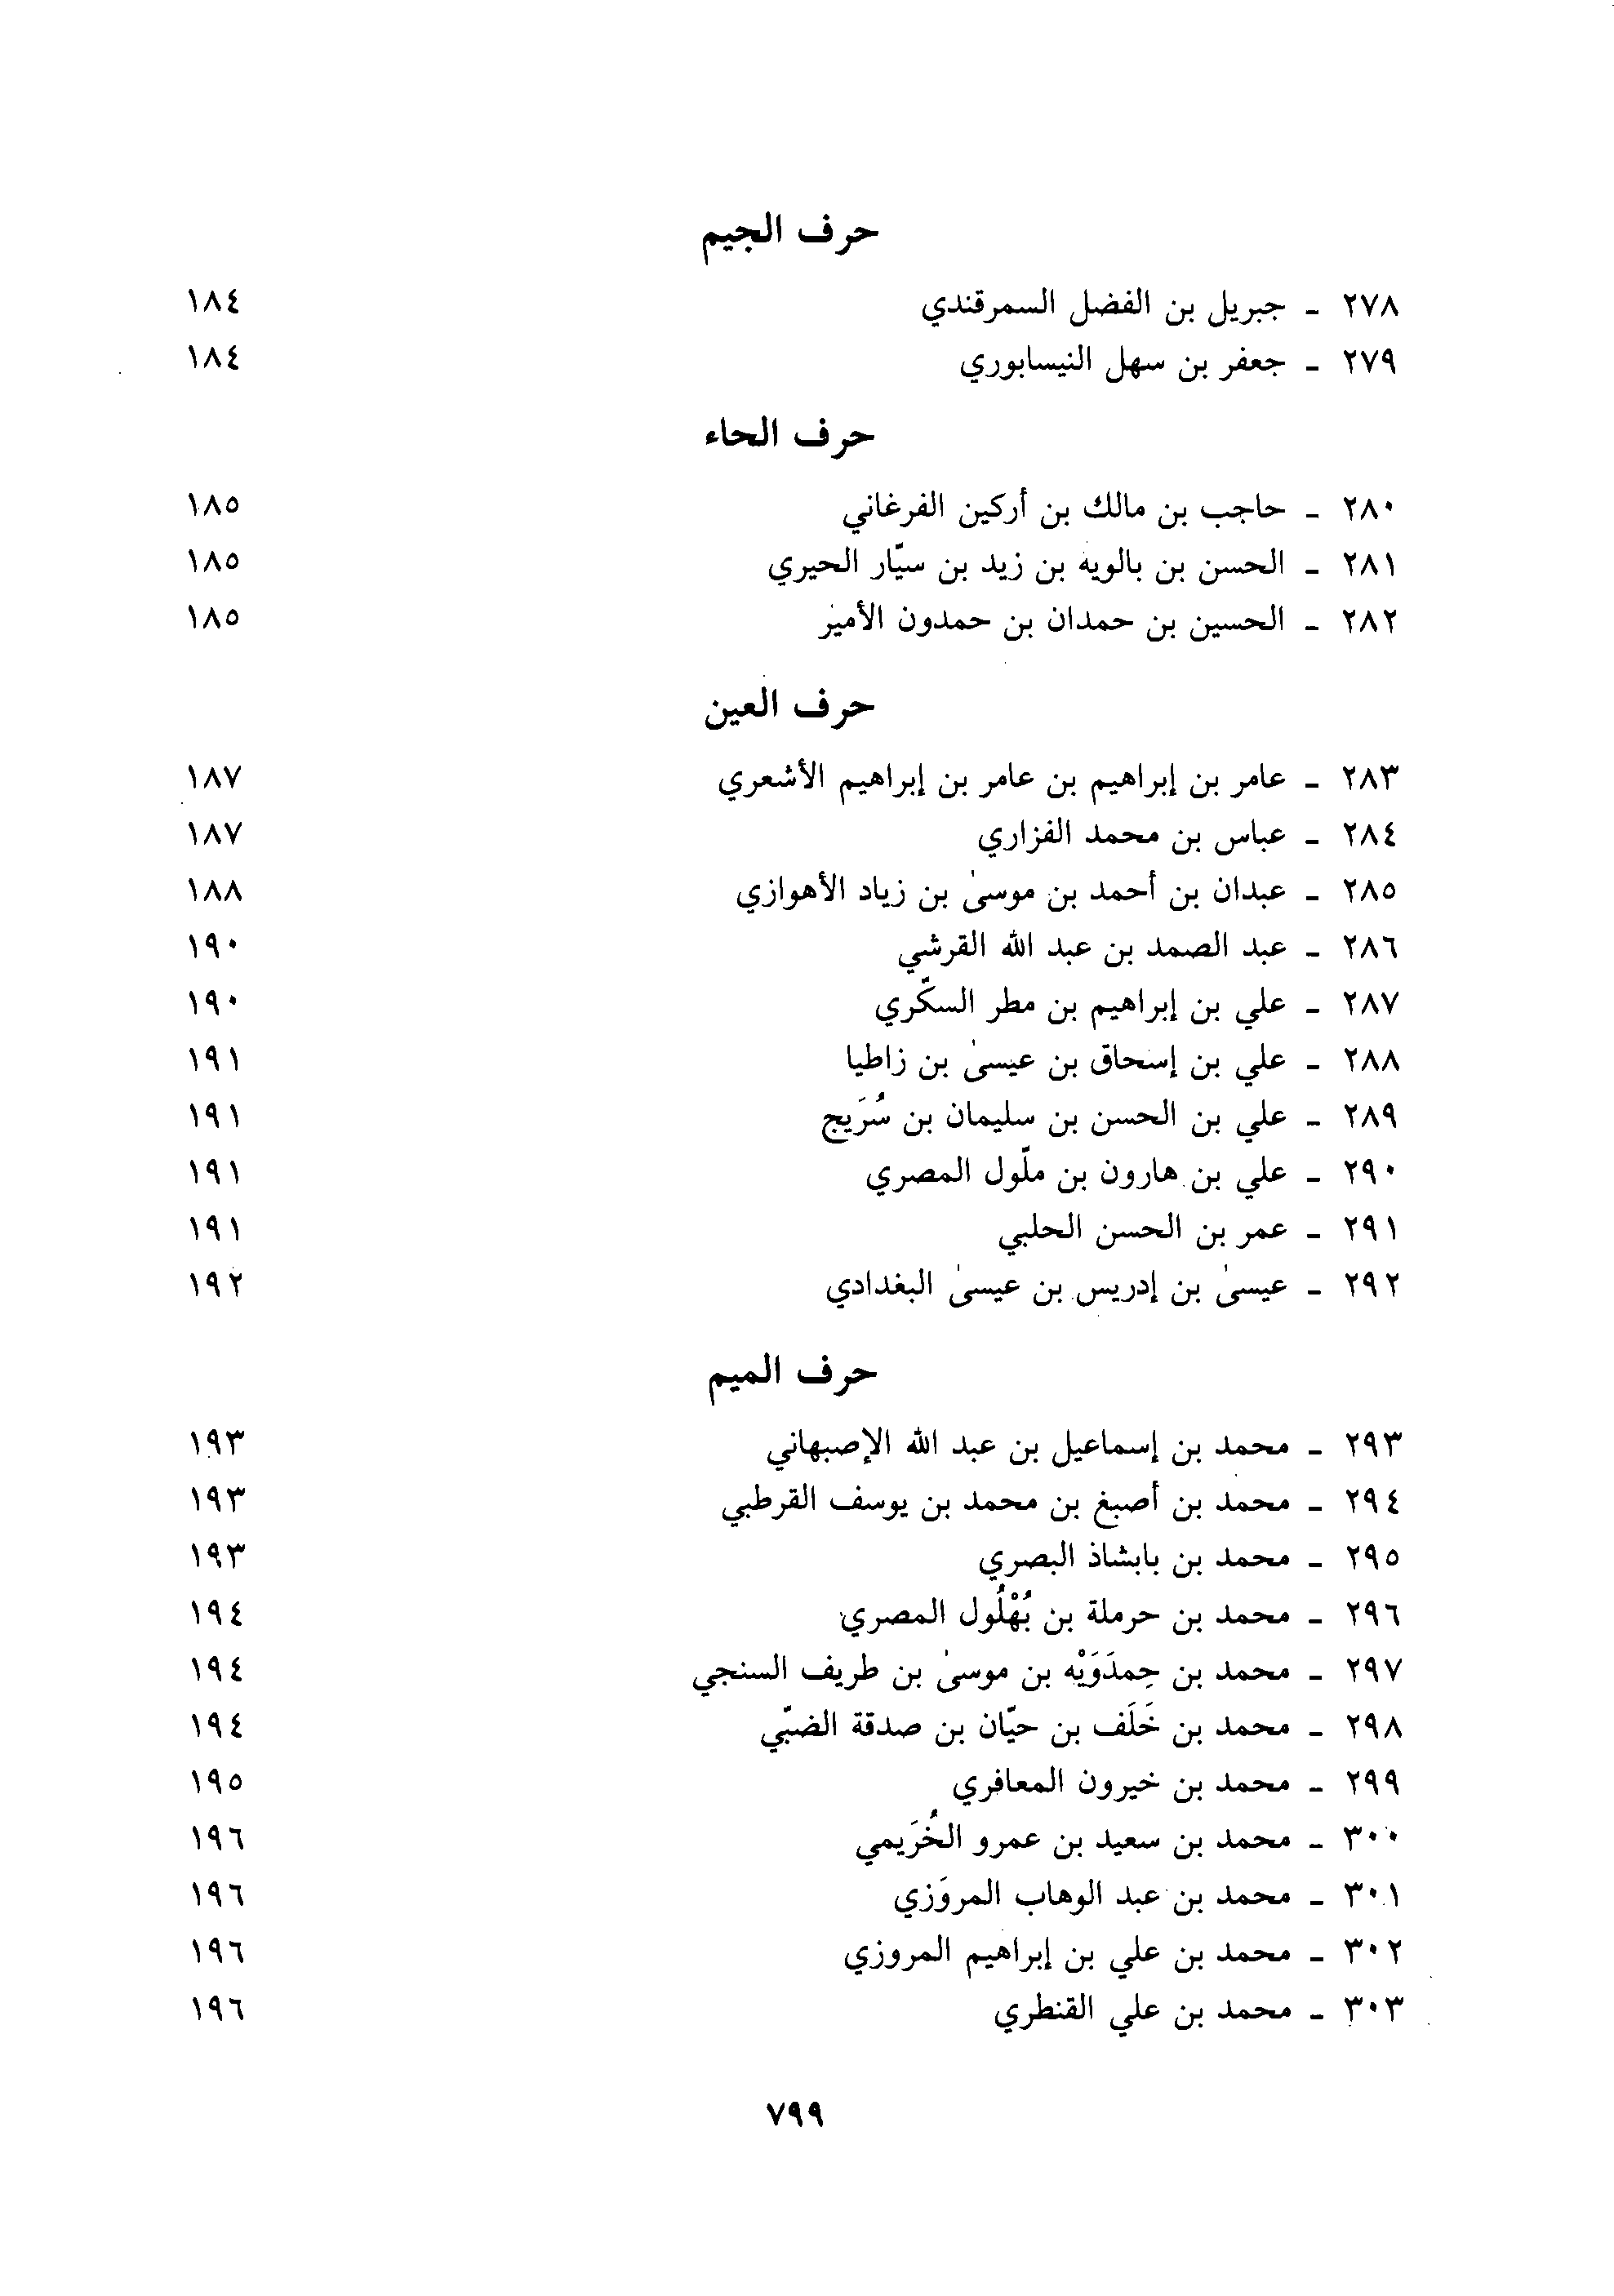 حرف الجيم
٢٧٨ - جبريل بن الفضل السمرقندي ١٨٤
٢٧٩ - جعفر بن سهل النيسابوري ١٨٤
حرف الحاء
٢٨٠ - حاجب بن مالك بن أركين الفرغاني ١٨٥
٢٨١ - الحسن بن بالويه بن زيد بن سيّار الحيري ١٨٥
٢٨٢ - الحسين بن حمدان بن حمدون الأمير ١٨٥
حرف العين
٢٨٣ - عامر بن إبراهيم بن عامر بن إبراهيم الأشعري ١٨٧
٢٨٤ - عباس بن محمد الفزاري ١٨٧
٢٨٥ - عبدان بن أحمد بن موسىٰ بن زياد الأهوازي ١٨٨
٢٨٦ - عبد الصمد بن عبد الله القرشي ١٩٠
٢٨٧ - علي بن إبراهيم بن مطر السكّري ١٩٠
٢٨٨ - علي بن إسحاق بن عيسىٰ بن زاطيا ١٩١
٢٨٩ - علي بن الحسن بن سليمان بن سُرَيج ١٩١
٢٩٠ - علي بن هارون بن ملّول المصري ١٩١
٢٩١ - عمر بن الحسن الحلبي ١٩١
٢٩٢ - عيسىٰ بن إدريس بن عيسىٰ البغدادي ١٩٢
حرف الميم
٢٩٣ - محمد بن إسماعيل بن عبد الله الإصبهاني ١٩٣
٢٩٤ - محمد بن أصبغ بن محمد بن يوسف القرطبي ١٩٣
٢٩٥ - محمد بن بابشاذ البصري ١٩٣
٢٩٦ - محمد بن حرملة بن بُهْلُول المصري ١٩٤
٢٩٧ - محمد بن حِمدَوَيْه بن موسىٰ بن طريف السنجي ١٩٤
٢٩٨ - محمد بن خَلَف بن حيّان بن صدقة الضبّي ١٩٤
٢٩٩ - محمد بن خيرون المعافري ١٩٥
٣٠٠ - محمد بن سعيد بن عمرو الخُرَيمي ١٩٦
٣٠١ - محمد بن عبد الوهاب المروَزي ١٩٦
٣٠٢ - محمد بن علي بن إبراهيم المروزي ١٩٦
٣٠٣ - محمد بن علي القنطري ١٩٦
٧٩٩